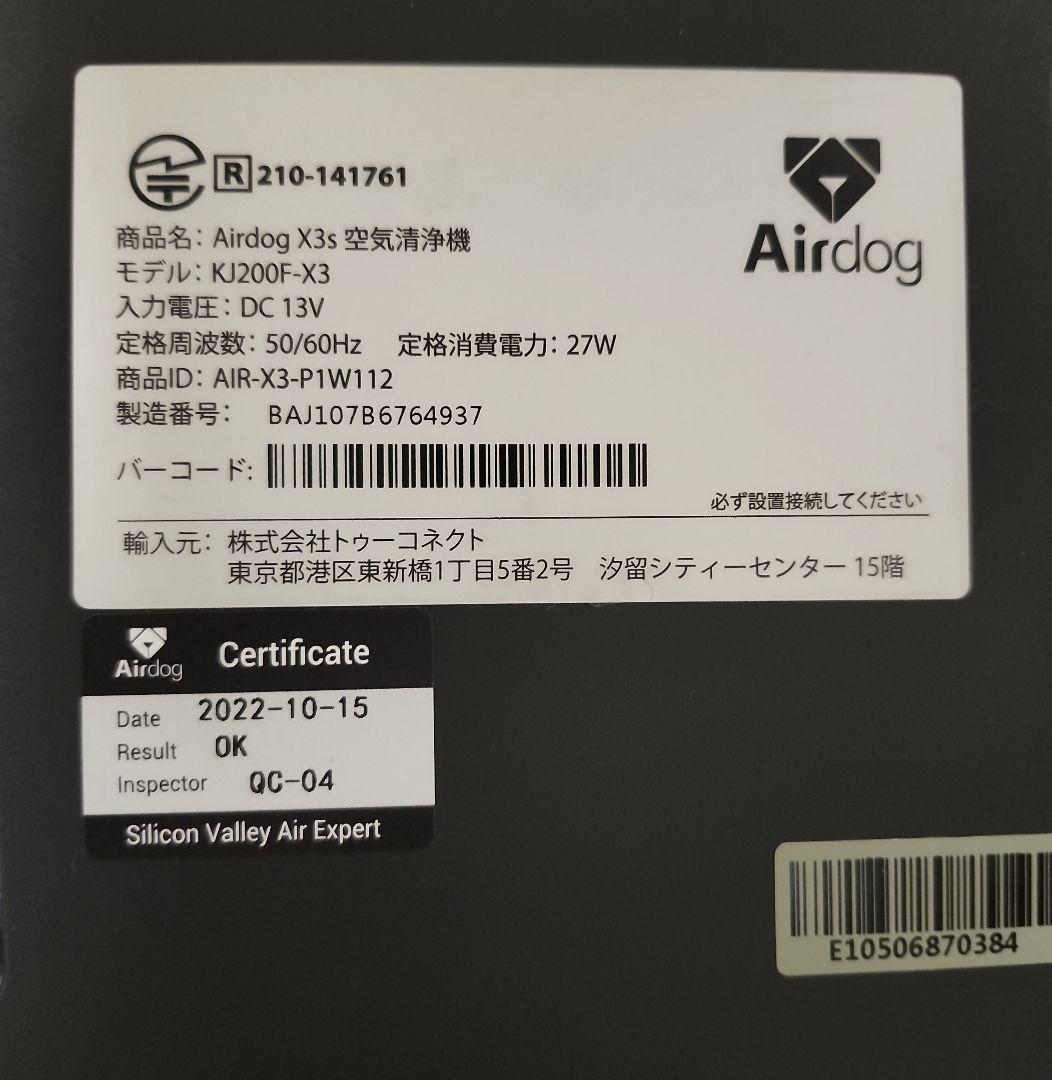 R 210-141761
Airdog
商品名: Airdog X3s 空気清浄機
モデル: KJ200F-X3
入力電圧: DC 13V
定格周波数: 50/60Hz 定格消費電力: 27W
商品ID: AIR-X3-P1W112
製造番号: BAJ107B6764937
バーコード:
必ず設置接続してください
輸入元: 株式会社トゥーコネクト
東京都港区東新橋1丁目5番2号 汐留シティーセンター 15階
Airdog Certificate
Date 2022-10-15
Result OK
Inspector QC-04
Silicon Valley Air Expert
E10506870384